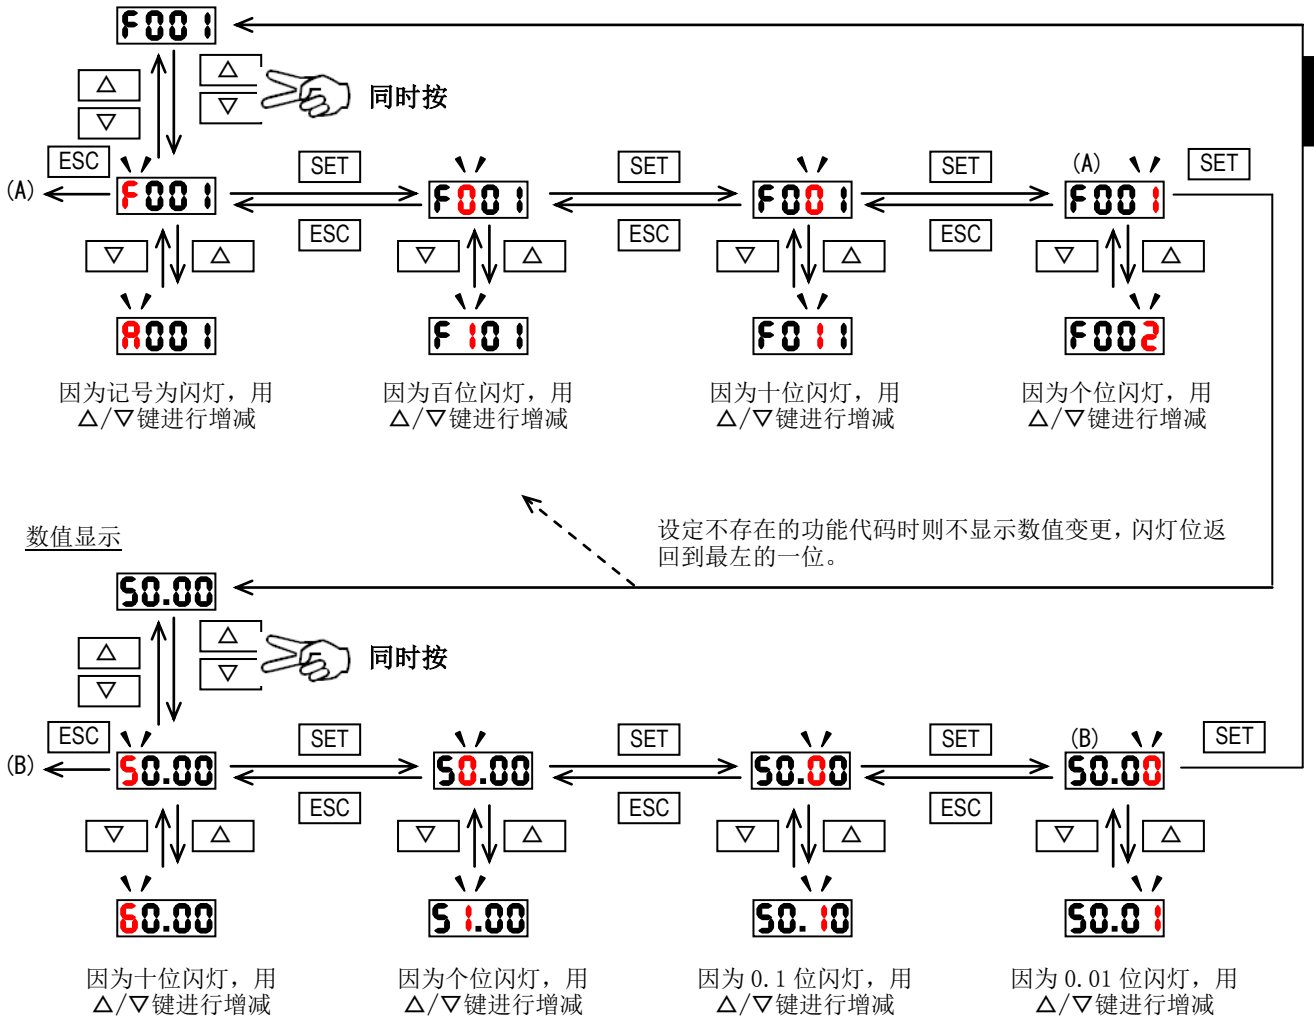 F001
△ △
▽ ▽
同时按
ESC
(A)
F001
SET
ESC
F001
SET
ESC
F001
SET
ESC
(A)
F001
SET
▽ △
▽ △
▽ △
▽ △
A001
F101
F011
F002
因为记号为闪灯，用
△/▽键进行增减
因为百位闪灯，用
△/▽键进行增减
因为十位闪灯，用
△/▽键进行增减
因为个位闪灯，用
△/▽键进行增减
设定不存在的功能代码时则不显示数值变更，闪灯位返
回到最左的一位。
数值显示
50.00
△ △
▽ ▽
同时按
ESC
(B)
50.00
SET
ESC
50.00
SET
ESC
50.00
SET
ESC
(B)
50.00
SET
▽ △
▽ △
▽ △
▽ △
60.00
51.00
50.10
50.01
因为十位闪灯，用
△/▽键进行增减
因为个位闪灯，用
△/▽键进行增减
因为 0.1 位闪灯，用
△/▽键进行增减
因为 0.01 位闪灯，用
△/▽键进行增减